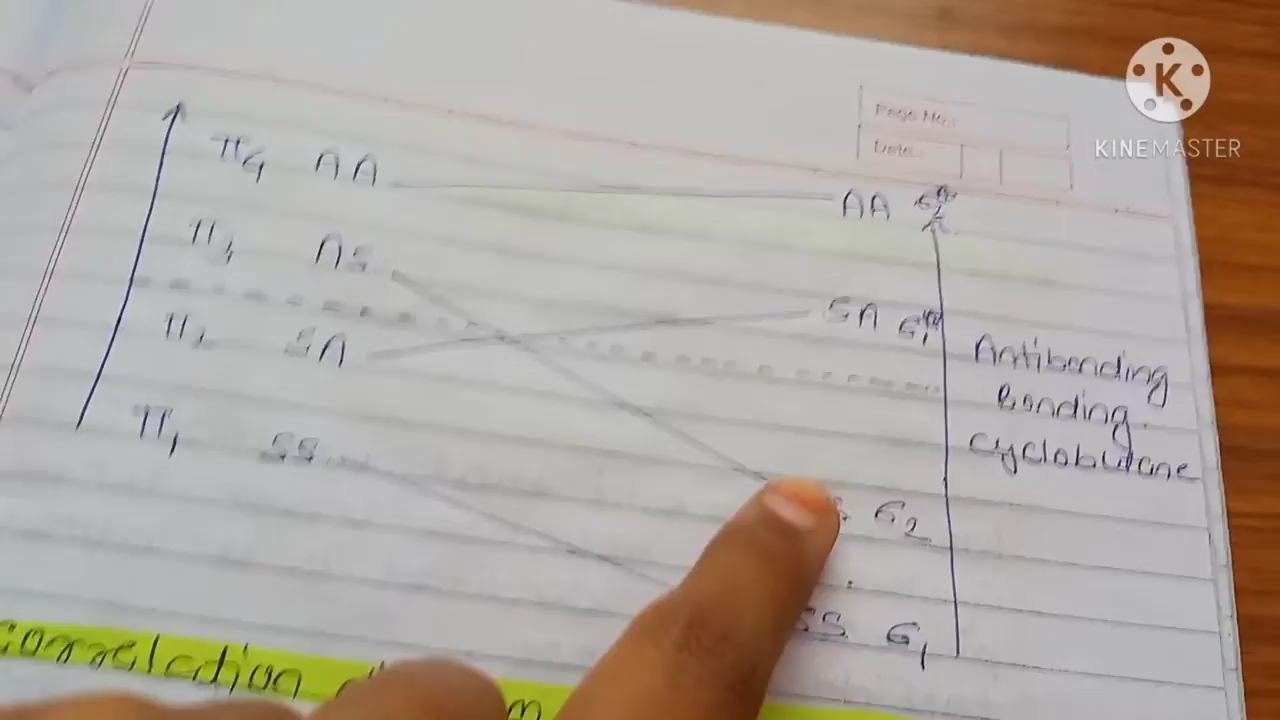 Page No.:
Date
K
KINEMASTER
π4 AA AA
π3 AS SA σ1*
π2 SA
π1 SS
σ2
SS σ1
Antibonding
Bonding.
cyclobutane
correlation